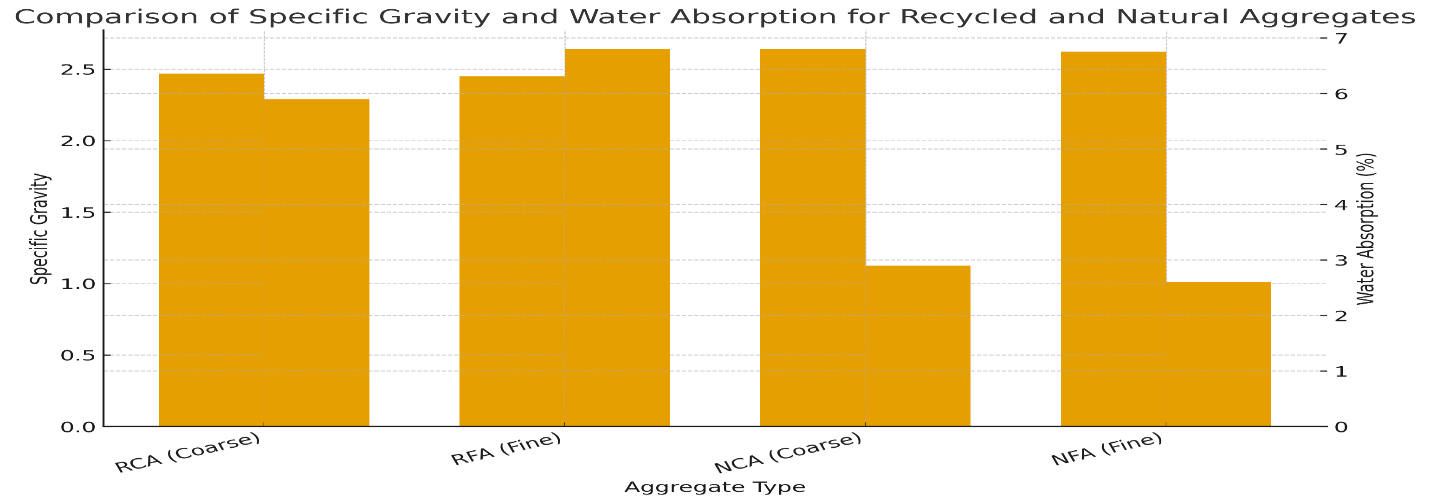 Comparison of Specific Gravity and Water Absorption for Recycled and Natural Aggregates
Specific Gravity
2.5
2.0
1.5
1.0
0.5
0.0
7
6
5
4
3
2
1
0
Water Absorption (%)
RCA (Coarse)
RFA (Fine)
NCA (Coarse)
NFA (Fine)
Aggregate Type